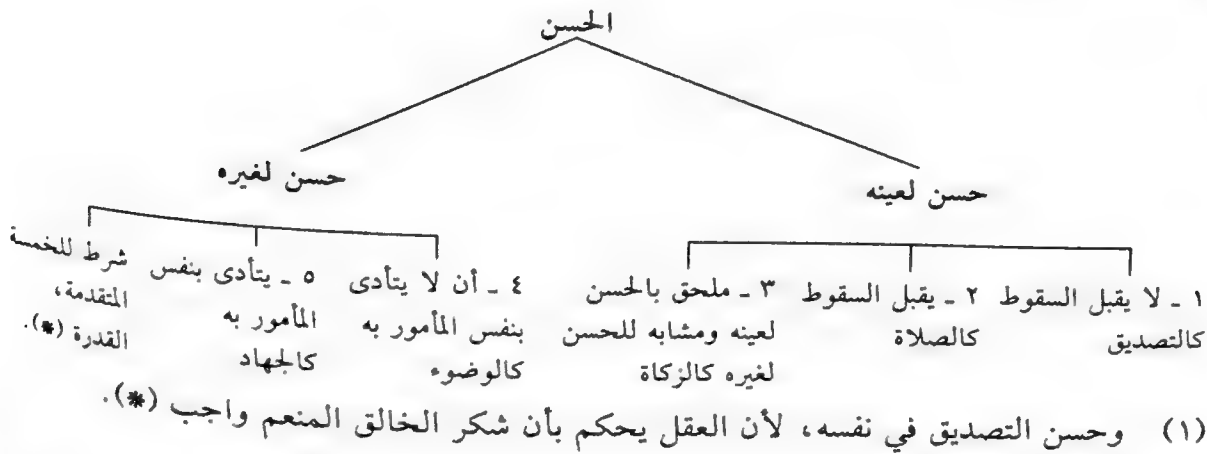 الحسن
حسن لعينه
حسن لغيره
١ ـ لا يقبل السقوط
كالتصديق
٢ ـ يقبل السقوط
كالصلاة
٣ ـ ملحق بالحسن
لعينه ومشابه للحسن
لغيره كالزكاة
٤ ـ أن لا يتأدى
بنفس المأمور به
كالوضوء
٥ ـ يتأدى بنفس
المأمور به
كالجهاد
شرط للخمسة
المتقدمة،
القدرة (*).
(١) وحسن التصديق في نفسه، لأن العقل يحكم بأن شكر الخالق المنعم واجب (*).